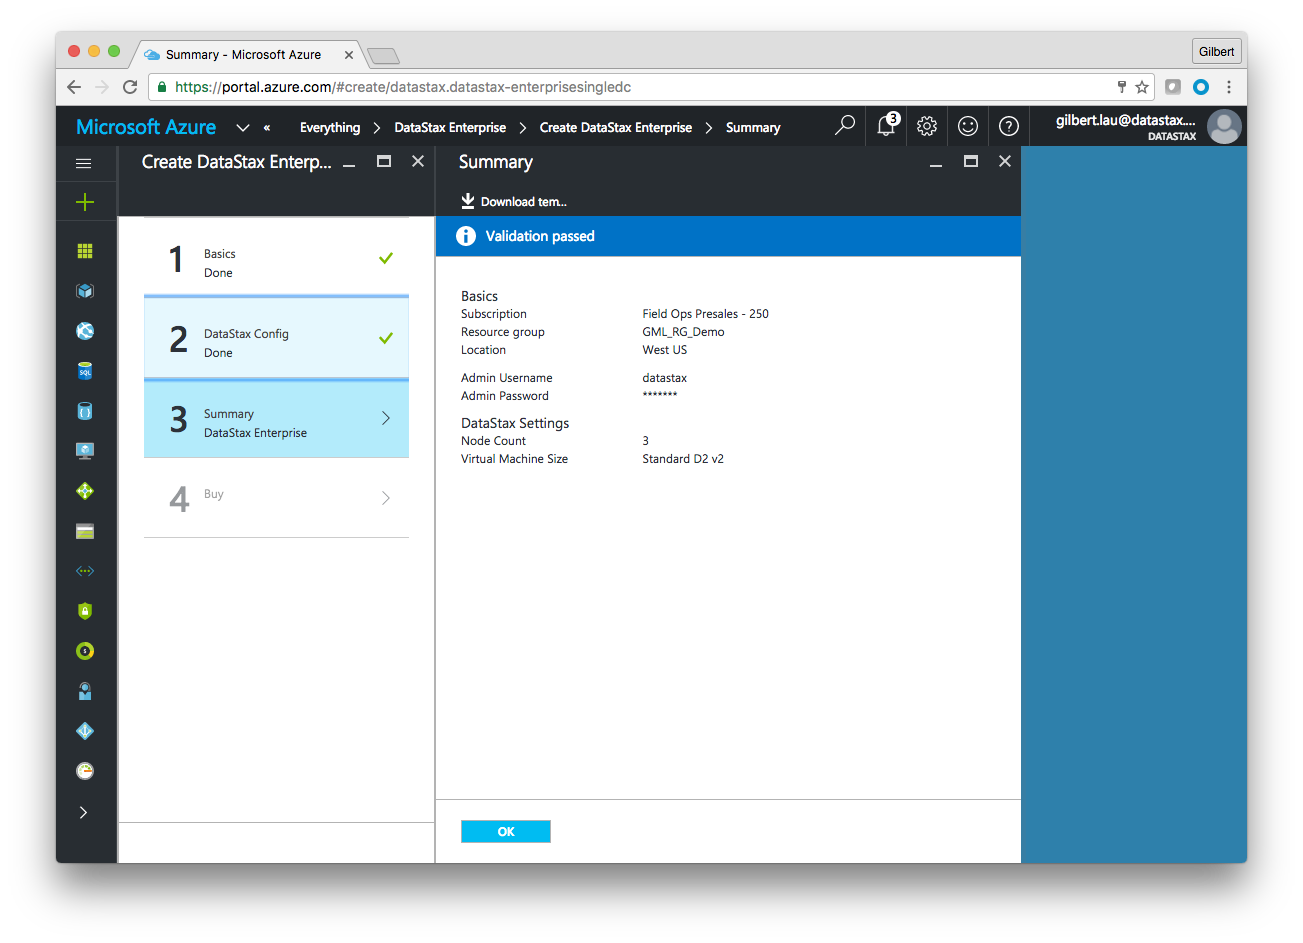 Summary - Microsoft Azure
Gilbert
https://portal.azure.com/#create/datastax.datastax-enterprisesingledc
Microsoft Azure
Everything > DataStax Enterprise > Create DataStax Enterprise > Summary
3
gilbert.lau@datastax....
DATASTAX
Create DataStax Enterp...
Summary
Download tem...
Validation passed
1
Basics
Done
2
DataStax Config
Done
3
Summary
DataStax Enterprise
4
Buy
Basics
Subscription Field Ops Presales - 250
Resource group GML_RG_Demo
Location West US
Admin Username datastax
Admin Password *******
DataStax Settings
Node Count 3
Virtual Machine Size Standard D2 v2
SQL
OK